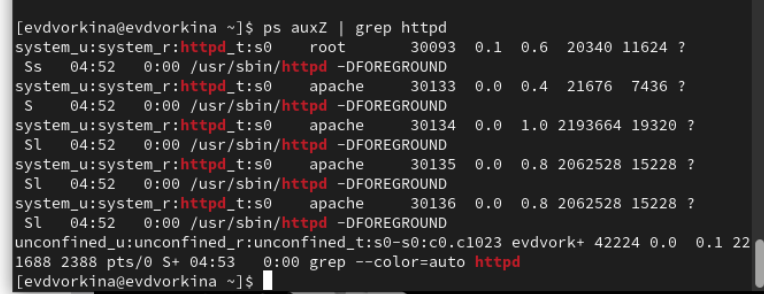 [evdvorkina@evdvorkina ~]$ ps auxZ | grep httpd
system_u:system_r:httpd_t:s0    root       30093  0.1  0.6  20340 11624 ?
 Ss   04:52   0:00 /usr/sbin/httpd -DFOREGROUND
system_u:system_r:httpd_t:s0    apache     30133  0.0  0.4  21676  7436 ?
 S    04:52   0:00 /usr/sbin/httpd -DFOREGROUND
system_u:system_r:httpd_t:s0    apache     30134  0.0  1.0 2193664 19320 ?
 Sl   04:52   0:00 /usr/sbin/httpd -DFOREGROUND
system_u:system_r:httpd_t:s0    apache     30135  0.0  0.8 2062528 15228 ?
 Sl   04:52   0:00 /usr/sbin/httpd -DFOREGROUND
system_u:system_r:httpd_t:s0    apache     30136  0.0  0.8 2062528 15228 ?
 Sl   04:52   0:00 /usr/sbin/httpd -DFOREGROUND
unconfined_u:unconfined_r:unconfined_t:s0-s0:c0.c1023 evdvork+ 42224 0.0  0.1 22
1688 2388 pts/0 S+ 04:53   0:00 grep --color=auto httpd
[evdvorkina@evdvorkina ~]$